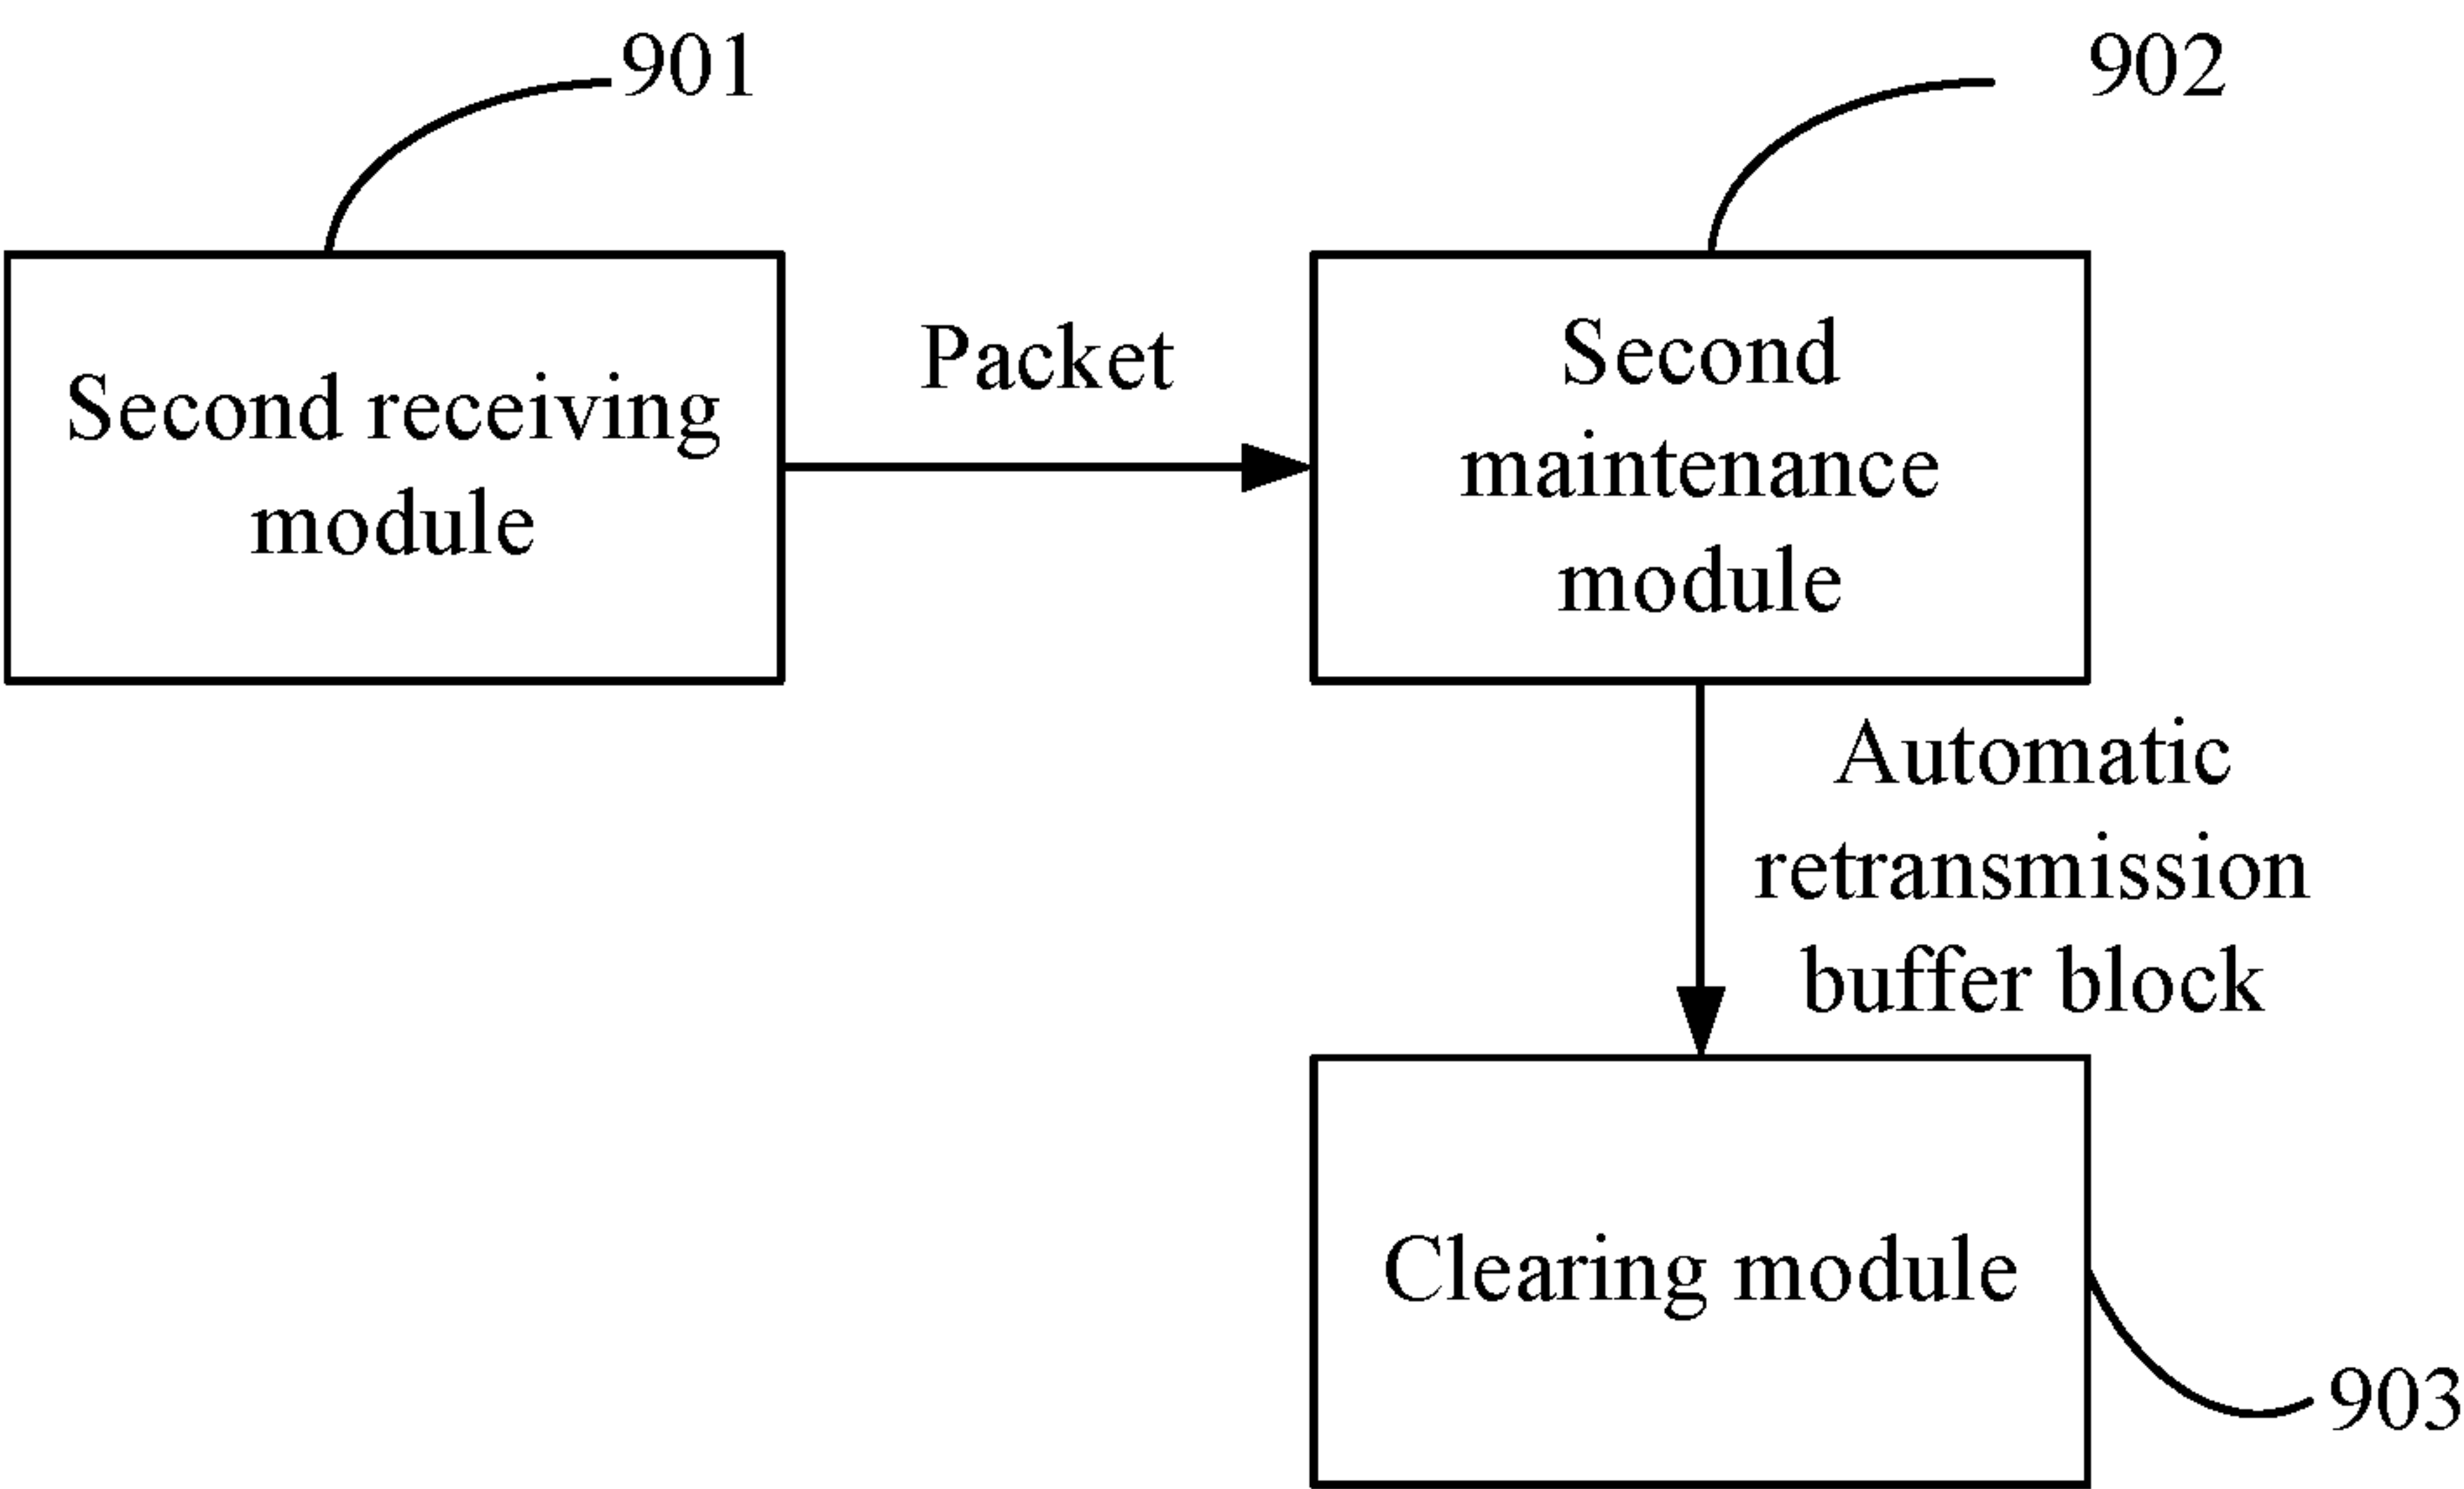 901
902
Second receiving
module
Packet
Second
maintenance
module
Automatic
retransmission
buffer block
Clearing module
903